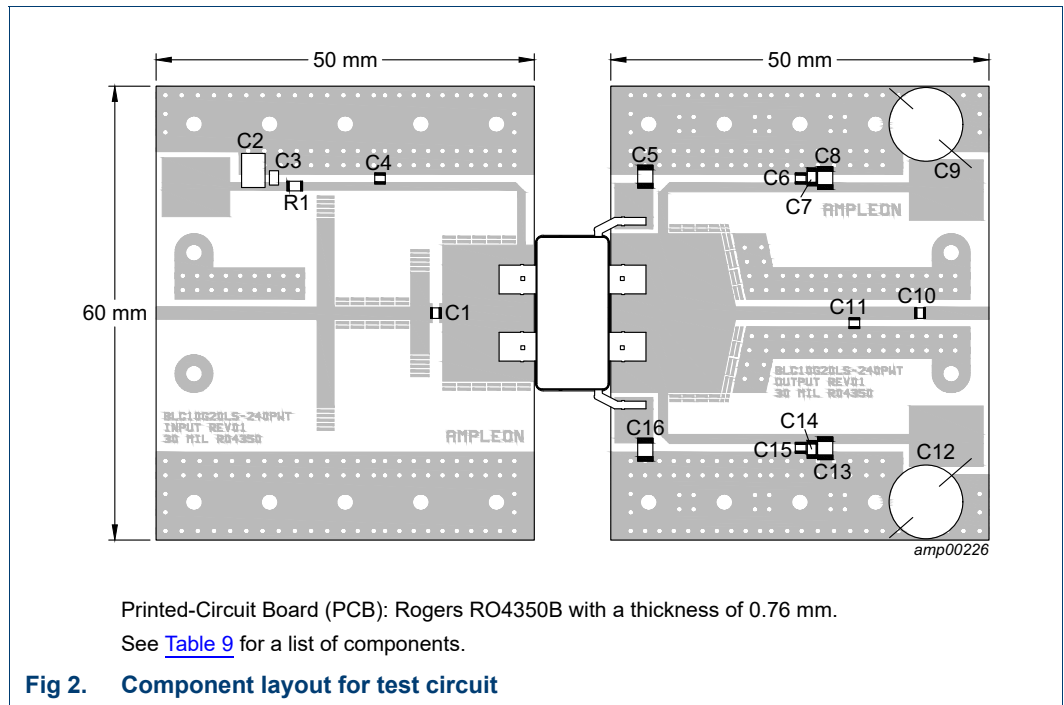 50 mm
50 mm
60 mm
C2
C3
C4
R1
C1
C5
C6
C7
C8
C9
AMPLEON
C11
C10
BLC10G20LS-240PWT
INPUT REV01
30 MIL RO4350
AMPLEON
BLC10G20LS-240PWT
OUTPUT REV01
30 MIL RO4350
C16
C14
C15
C13
C12
amp00226
Printed-Circuit Board (PCB): Rogers RO4350B with a thickness of 0.76 mm.
See Table 9 for a list of components.
Fig 2. Component layout for test circuit